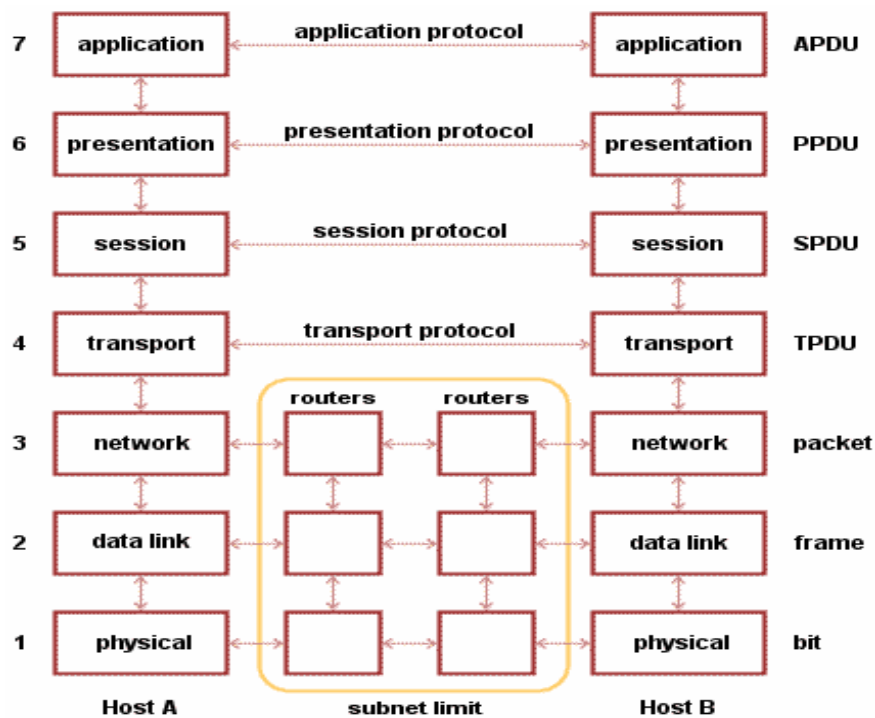 application protocol
7 application application APDU
presentation protocol
6 presentation presentation PPDU
session protocol
5 session session SPDU
transport protocol
4 transport transport TPDU
routers routers
3 network network packet
2 data link data link frame
1 physical physical bit
Host A subnet limit Host B